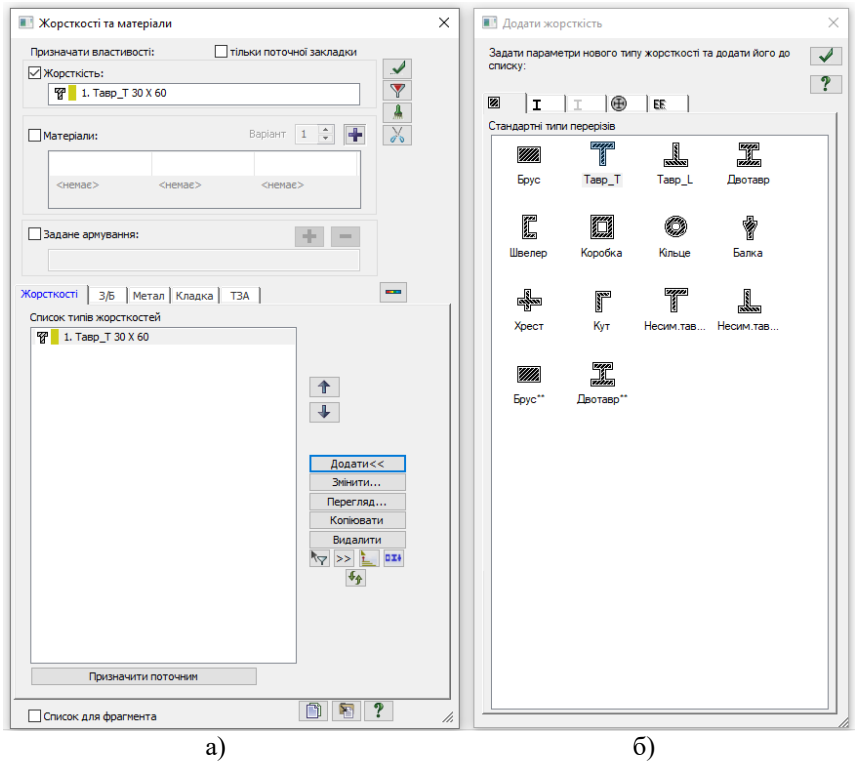 Жорсткості та матеріали
Призначати властивості:
тільки поточної закладки
Жорсткість:
1. Тавр_Т 30 X 60
Матеріали:
Варіант 1
<немає> <немає> <немає>
Задане армування:
Жорсткості З/Б Метал Кладка ТЗА
Список типів жорсткостей
1. Тавр_Т 30 X 60
Додати<<
Змінити...
Перегляд...
Копіювати
Видалити
>>
Призначити поточним
Список для фрагмента
?
а)
Додати жорсткість
Задати параметри нового типу жорсткості та додати його до
списку:
?
Стандартні типи перерізів
Брус Тавр_Т Тавр_L Двотавр
Швелер Коробка Кільце Балка
Хрест Кут Несим.тав... Несим.тав...
Брус** Двотавр**
б)